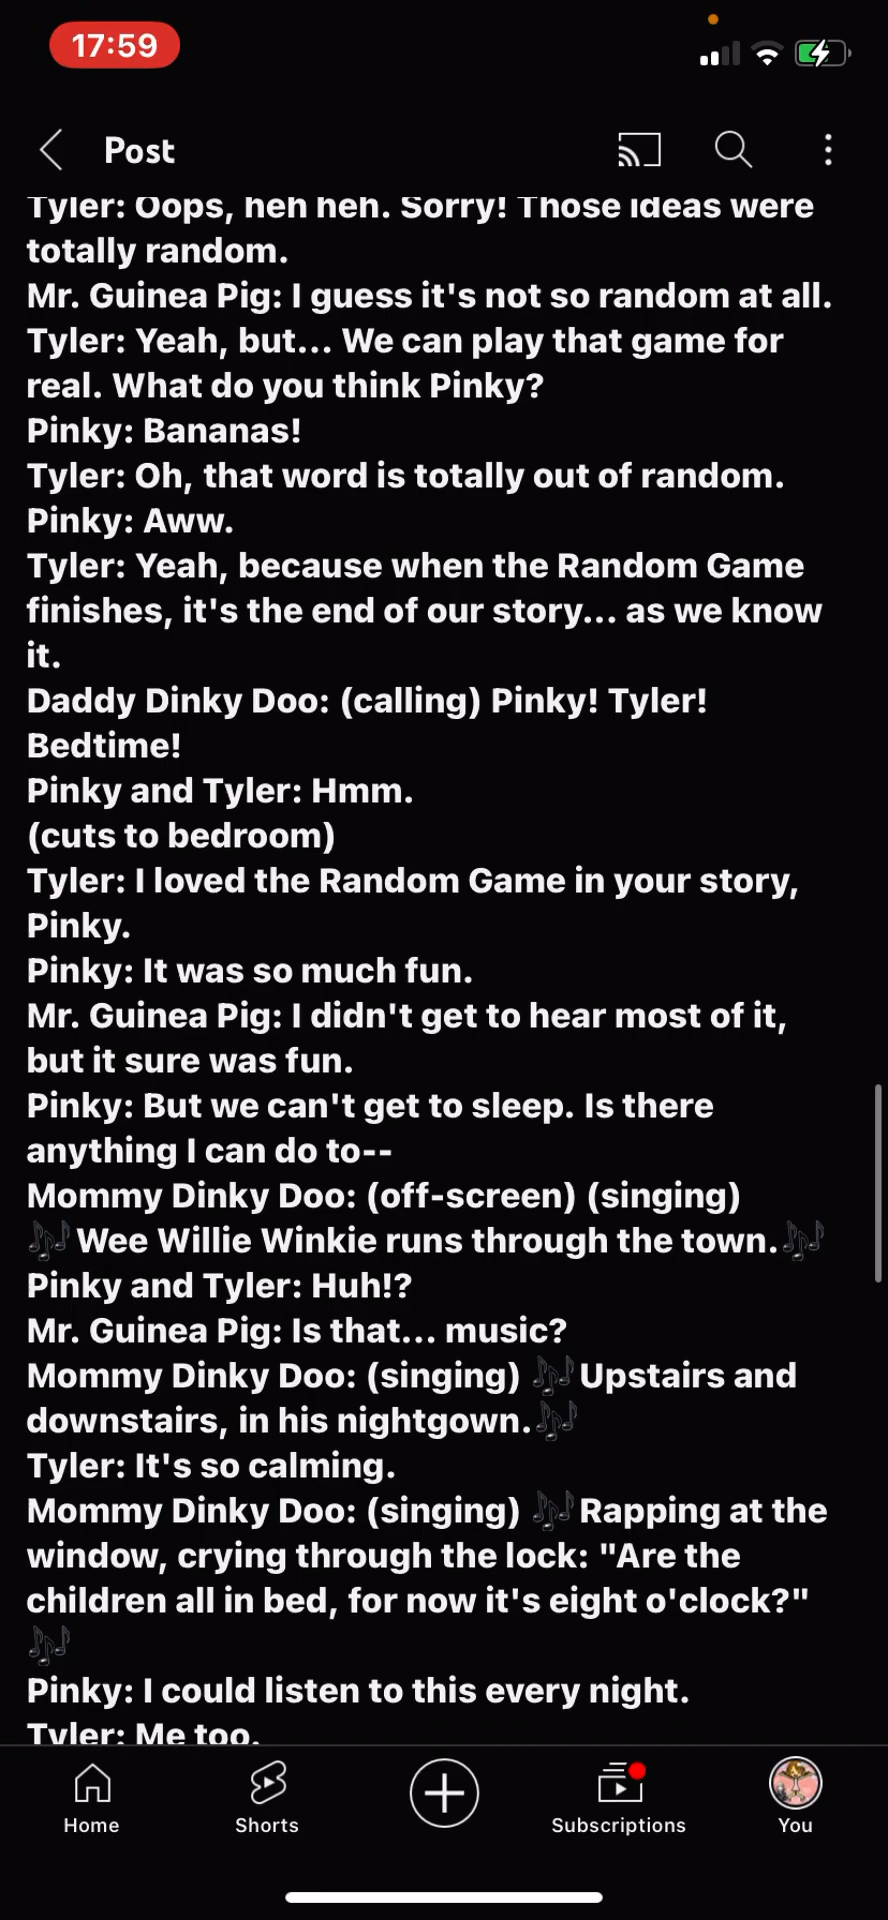 17:59
Post
Tyler: Oops, heh heh. Sorry! Those ideas were
totally random.
Mr. Guinea Pig: I guess it's not so random at all.
Tyler: Yeah, but... We can play that game for
real. What do you think Pinky?
Pinky: Bananas!
Tyler: Oh, that word is totally out of random.
Pinky: Aww.
Tyler: Yeah, because when the Random Game
finishes, it's the end of our story... as we know
it.
Daddy Dinky Doo: (calling) Pinky! Tyler!
Bedtime!
Pinky and Tyler: Hmm.
(cuts to bedroom)
Tyler: I loved the Random Game in your story,
Pinky.
Pinky: It was so much fun.
Mr. Guinea Pig: I didn't get to hear most of it,
but it sure was fun.
Pinky: But we can't get to sleep. Is there
anything I can do to--
Mommy Dinky Doo: (off-screen) (singing)
🎶Wee Willie Winkie runs through the town.🎶
Pinky and Tyler: Huh!?
Mr. Guinea Pig: Is that... music?
Mommy Dinky Doo: (singing) 🎶Upstairs and
downstairs, in his nightgown.🎶
Tyler: It's so calming.
Mommy Dinky Doo: (singing) 🎶Rapping at the
window, crying through the lock: "Are the
children all in bed, for now it's eight o'clock?"
🎶
Pinky: I could listen to this every night.
Tyler: Me too.
Home
Shorts
Subscriptions
You